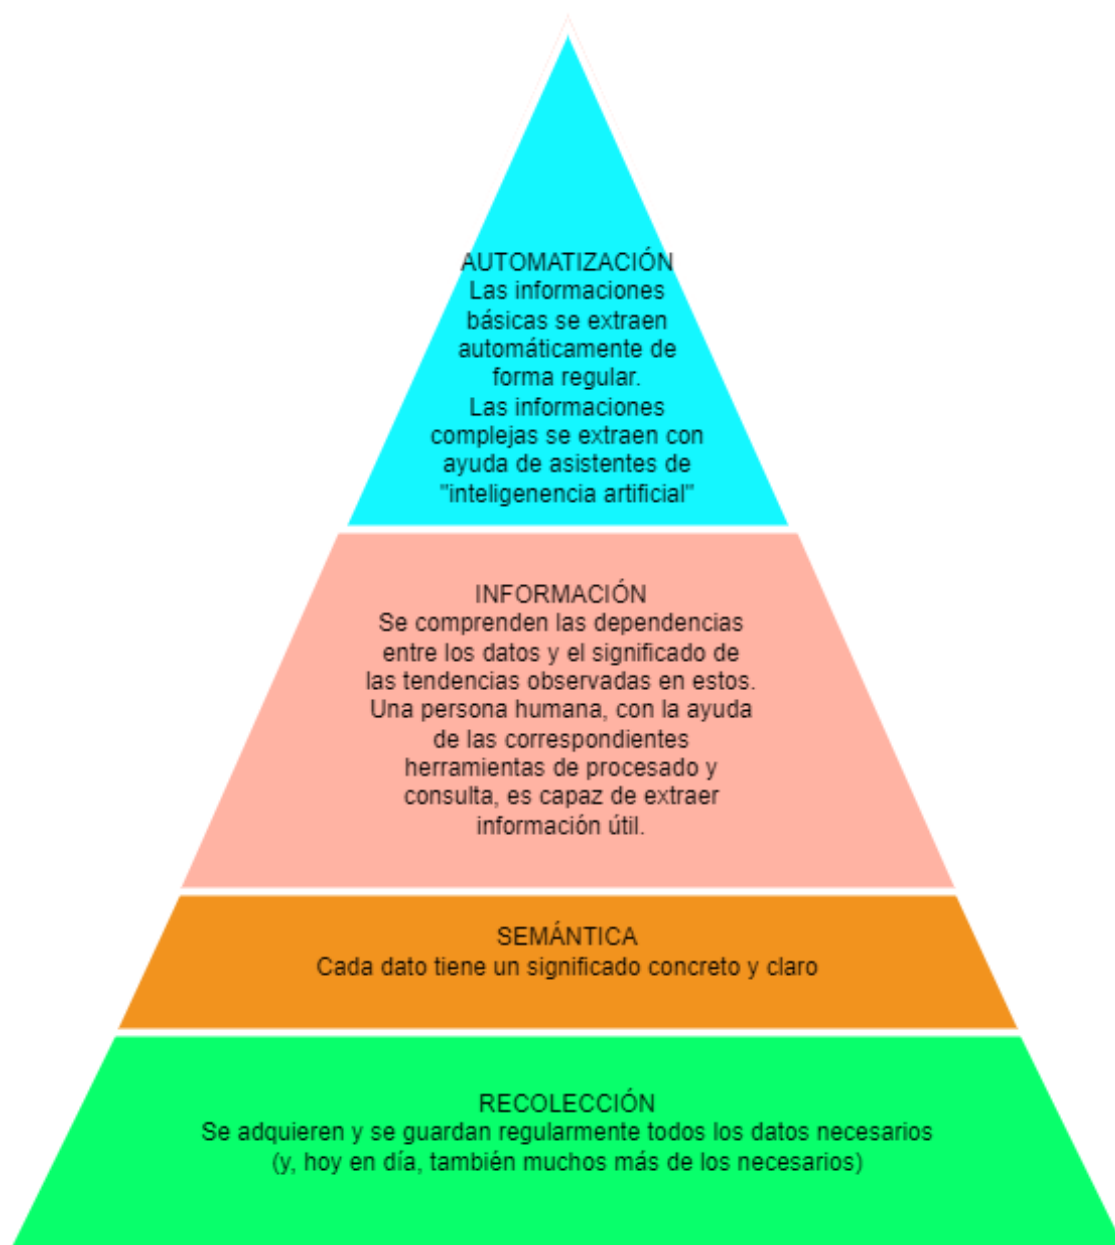 AUTOMATIZACIÓN
Las informaciones
básicas se extraen
automáticamente de
forma regular.
Las informaciones
complejas se extraen con
ayuda de asistentes de
"inteligenencia artificial"
INFORMACIÓN
Se comprenden las dependencias
entre los datos y el significado de
las tendencias observadas en estos.
Una persona humana, con la ayuda
de las correspondientes
herramientas de procesado y
consulta, es capaz de extraer
información útil.
SEMÁNTICA
Cada dato tiene un significado concreto y claro
RECOLECCIÓN
Se adquieren y se guardan regularmente todos los datos necesarios
(y, hoy en día, también muchos más de los necesarios)